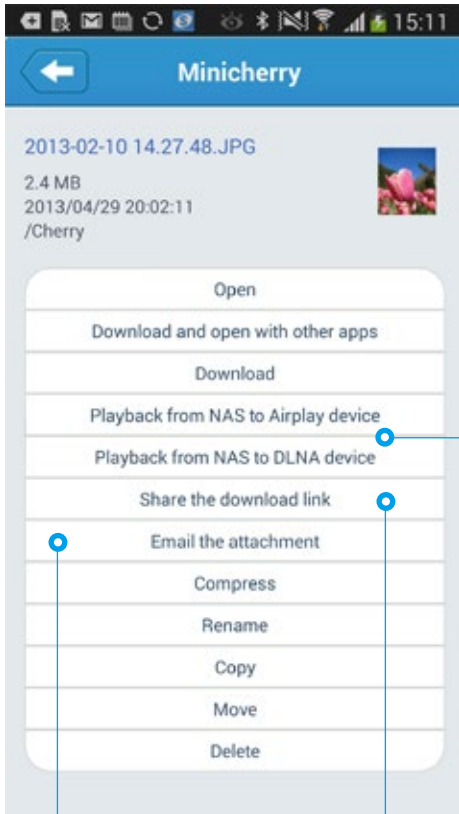 15:11
Minicherry
2013-02-10 14.27.48.JPG
2.4 MB
2013/04/29 20:02:11
/Cherry
Open
Download and open with other apps
Download
Playback from NAS to Airplay device
Playback from NAS to DLNA device
Share the download link
Email the attachment
Compress
Rename
Copy
Move
Delete